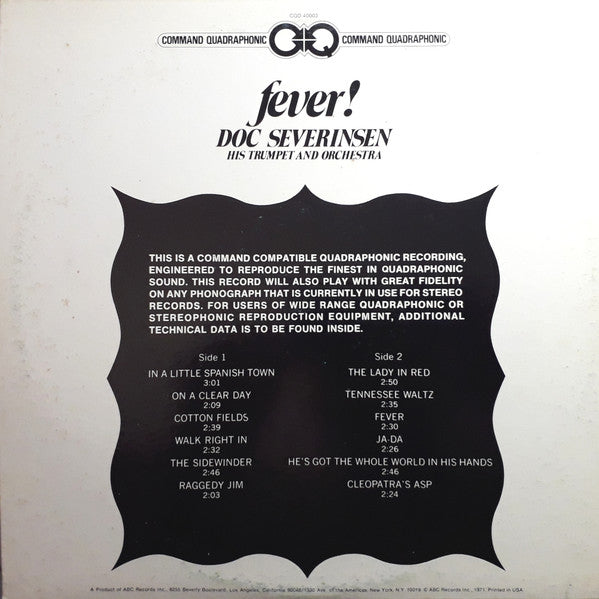 CQD 40003
COMMAND QUADRAPHONIC CQ COMMAND QUADRAPHONIC
fever!
DOC SEVERINSEN
HIS TRUMPET AND ORCHESTRA
THIS IS A COMMAND COMPATIBLE QUADRAPHONIC RECORDING,
ENGINEERED TO REPRODUCE THE FINEST IN QUADRAPHONIC
SOUND. THIS RECORD WILL ALSO PLAY WITH GREAT FIDELITY
ON ANY PHONOGRAPH THAT IS CURRENTLY IN USE FOR STEREO
RECORDS. FOR USERS OF WIDE RANGE QUADRAPHONIC OR
STEREOPHONIC REPRODUCTION EQUIPMENT, ADDITIONAL
TECHNICAL DATA IS TO BE FOUND INSIDE.
Side 1
IN A LITTLE SPANISH TOWN
3:01
ON A CLEAR DAY
2:09
COTTON FIELDS
2:39
WALK RIGHT IN
2:32
THE SIDEWINDER
2:46
RAGGEDY JIM
2:03
Side 2
THE LADY IN RED
2:50
TENNESSEE WALTZ
2:35
FEVER
2:30
JA-DA
2:26
HE'S GOT THE WHOLE WORLD IN HIS HANDS
2:46
CLEOPATRA'S ASP
2:24
A Product of ABC Records Inc., 8255 Beverly Boulevard, Los Angeles, California 90048/1330 Ave. of the Americas, New York, N.Y. 10019 © ABC Records Inc., 1971, Printed in USA